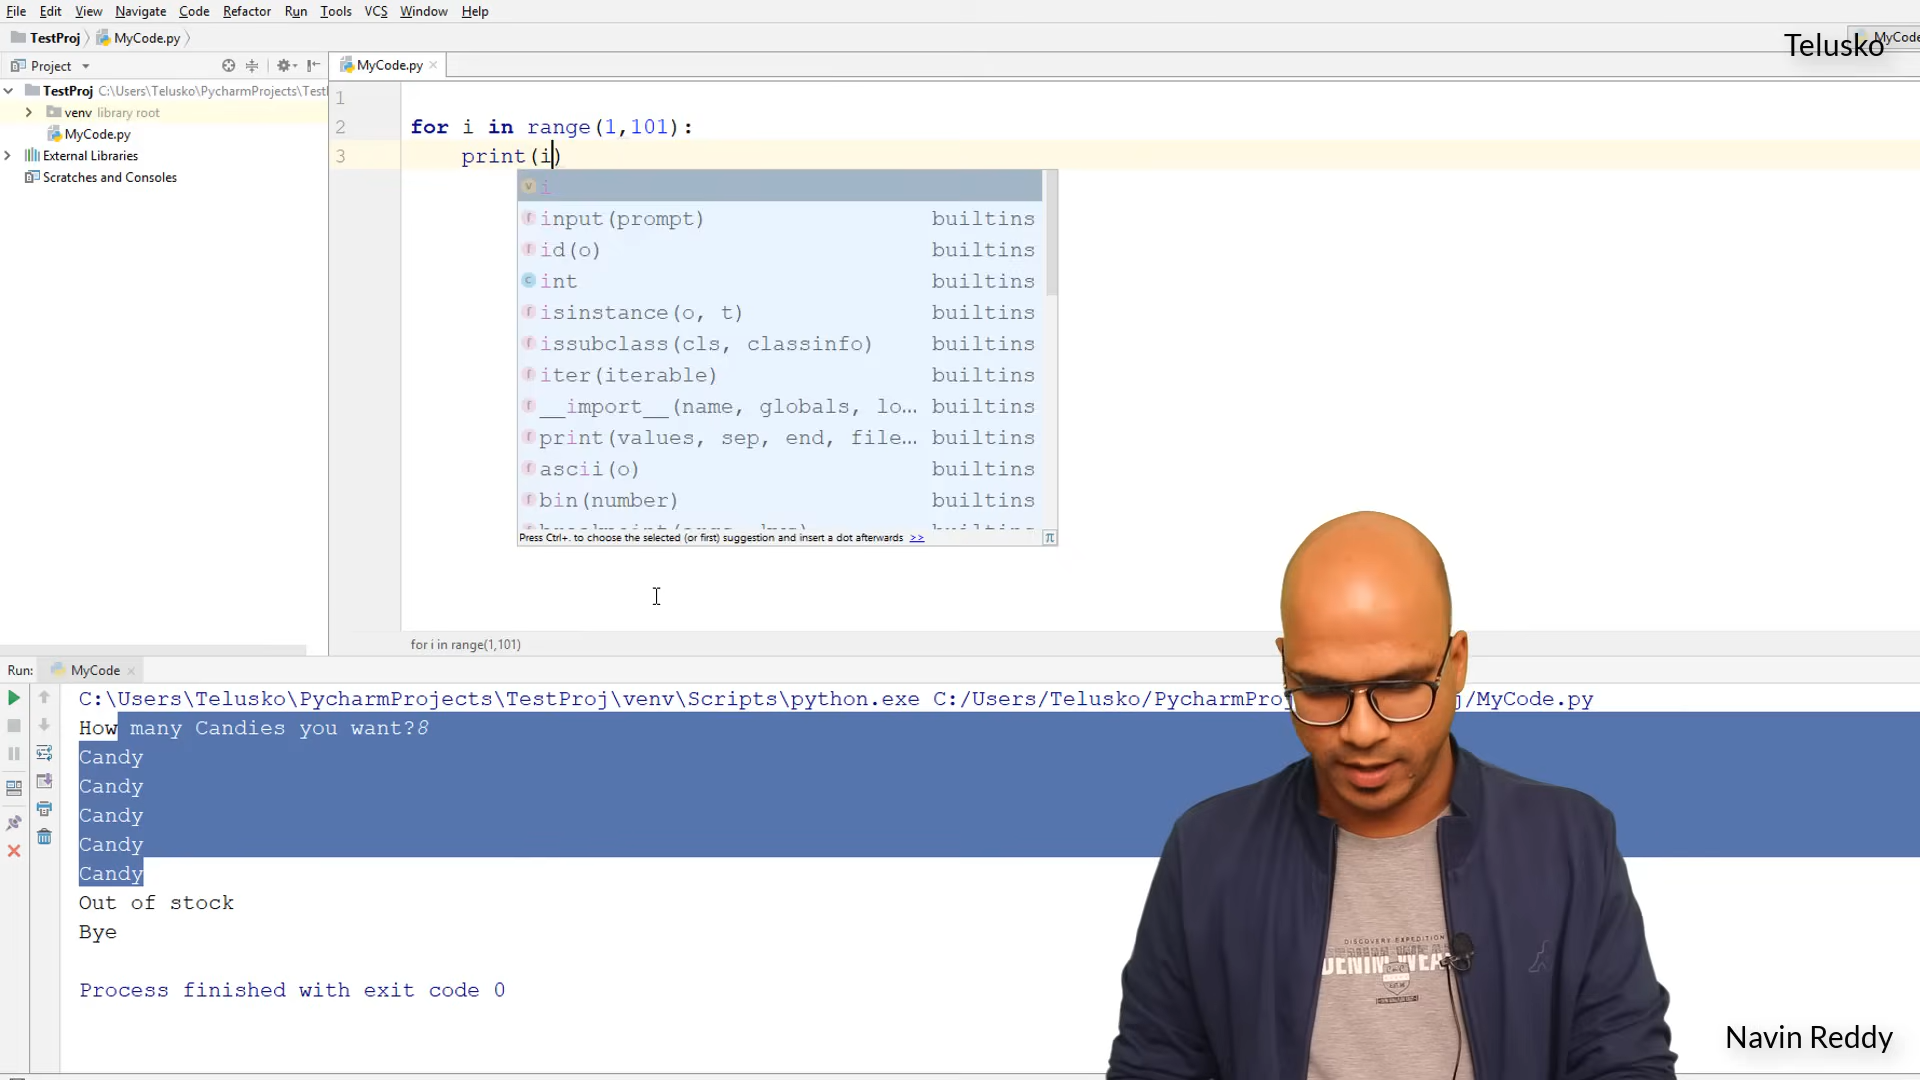 File Edit View Navigate Code Refactor Run Tools VCS Window Help
TestProj MyCode.py
Telusko
Project
MyCode.py
TestProj C:\Users\Telusko\PycharmProjects\Test
venv library root
MyCode.py
External Libraries
Scratches and Consoles
1
2 for i in range(1,101):
3 print(i)
i
input(prompt) builtins
id(o) builtins
int builtins
isinstance(o, t) builtins
issubclass(cls, classinfo) builtins
iter(iterable) builtins
__import__(name, globals, lo... builtins
print(values, sep, end, file... builtins
ascii(o) builtins
bin(number) builtins
Press Ctrl+. to choose the selected (or first) suggestion and insert a dot afterwards >>
for i in range(1,101)
Run: MyCode
C:\Users\Telusko\PycharmProjects\TestProj\venv\Scripts\python.exe C:/Users/Telusko/PycharmProj /MyCode.py
How many Candies you want?8
Candy
Candy
Candy
Candy
Candy
Out of stock
Bye
Process finished with exit code 0
DISCOVERY EXPEDITION
DENIM WEA
Navin Reddy